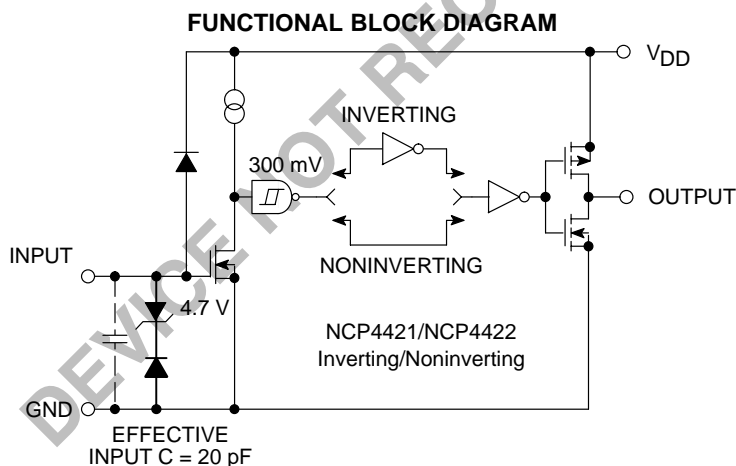 FUNCTIONAL BLOCK DIAGRAM
VDD
INVERTING
300 mV
OUTPUT
INPUT
NONINVERTING
4.7 V
NCP4421/NCP4422
Inverting/Noninverting
GND
EFFECTIVE
INPUT C = 20 pF
DEVICE NOT REC